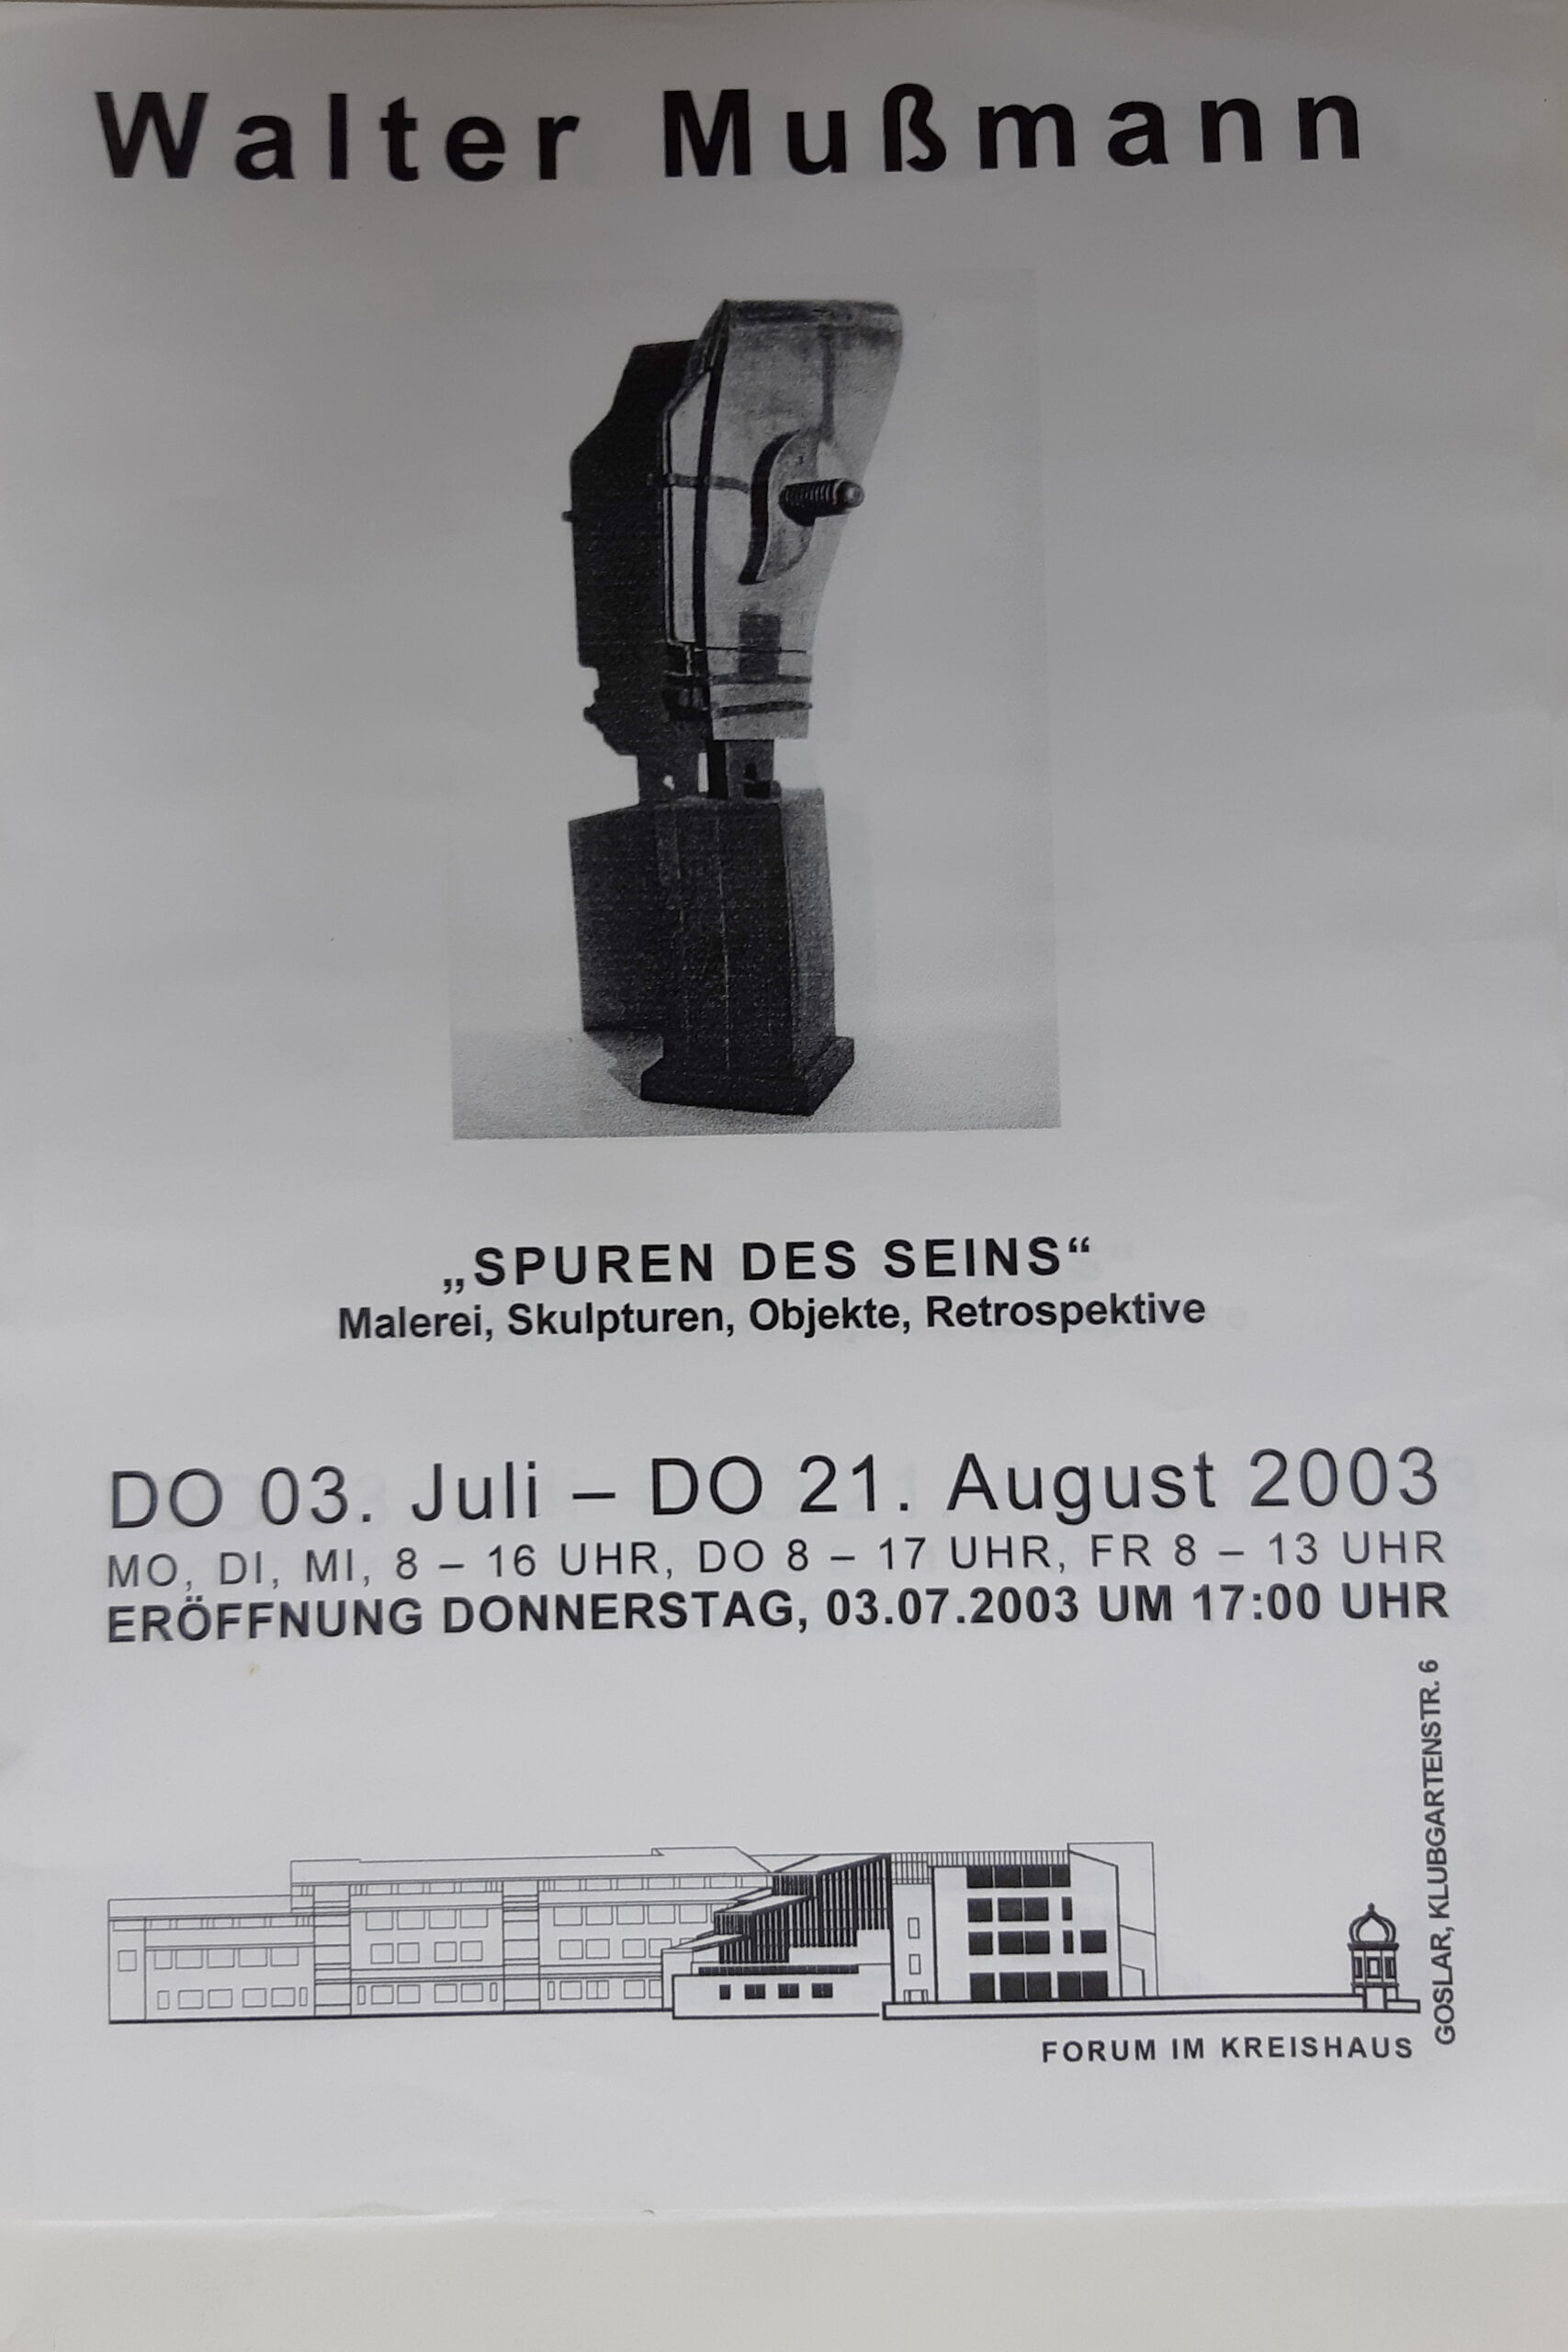 Walter Mußmann
„SPUREN DES SEINS“
Malerei, Skulpturen, Objekte, Retrospektive
DO 03. Juli – DO 21. August 2003
MO, DI, MI, 8 – 16 UHR, DO 8 – 17 UHR, FR 8 – 13 UHR
ERÖFFNUNG DONNERSTAG, 03.07.2003 UM 17:00 UHR
GOSLAR, KLUBGARTENSTR. 6
FORUM IM KREISHAUS